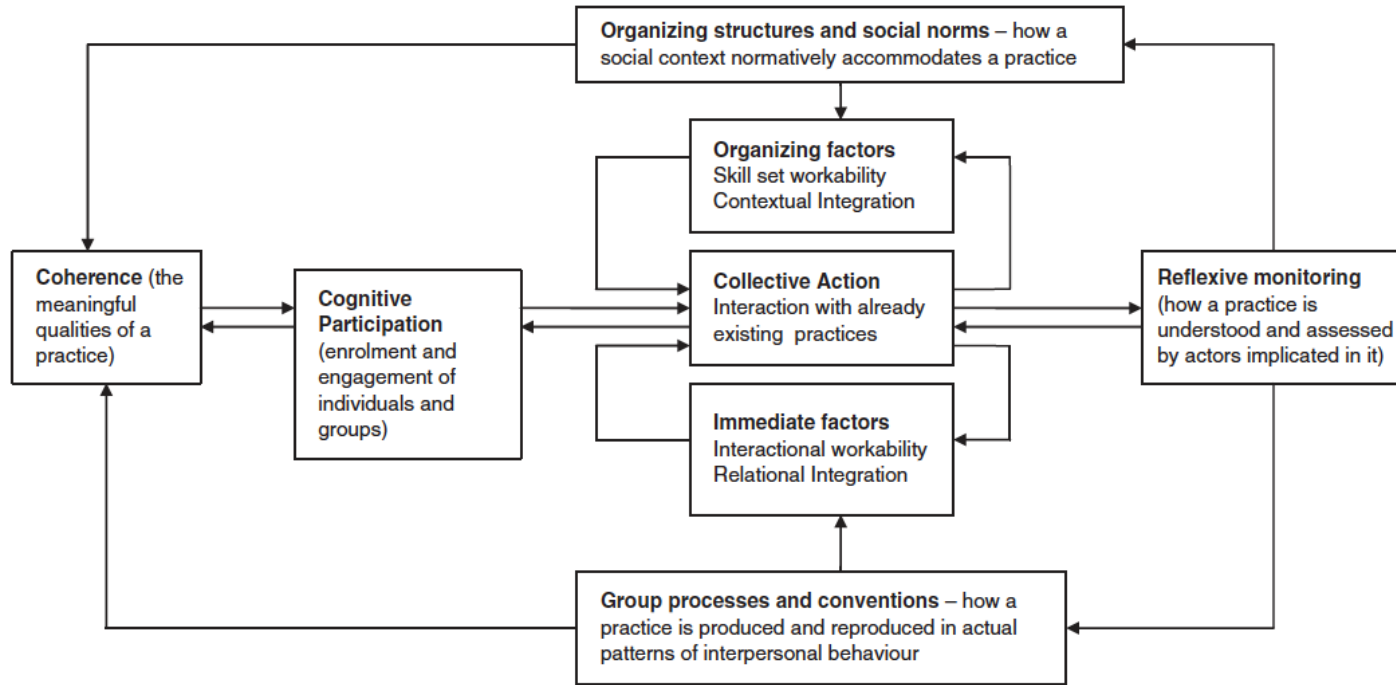 Organizing structures and social norms – how a
social context normatively accommodates a practice
Organizing factors
Skill set workability
Contextual Integration
Coherence (the
meaningful
qualities of a
practice)
Cognitive
Participation
(enrolment and
engagement of
individuals and
groups)
Collective Action
Interaction with already
existing practices
Reflexive monitoring
(how a practice is
understood and assessed
by actors implicated in it)
Immediate factors
Interactional workability
Relational Integration
Group processes and conventions – how a
practice is produced and reproduced in actual
patterns of interpersonal behaviour